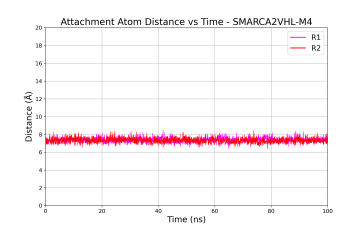 Attachment Atom Distance vs Time - SMARCA2VHL-M4
R1
R2
Distance (Å)
20
18
16
14
12
10
8
6
4
2
0
0 20 40 60 80 100
Time (ns)